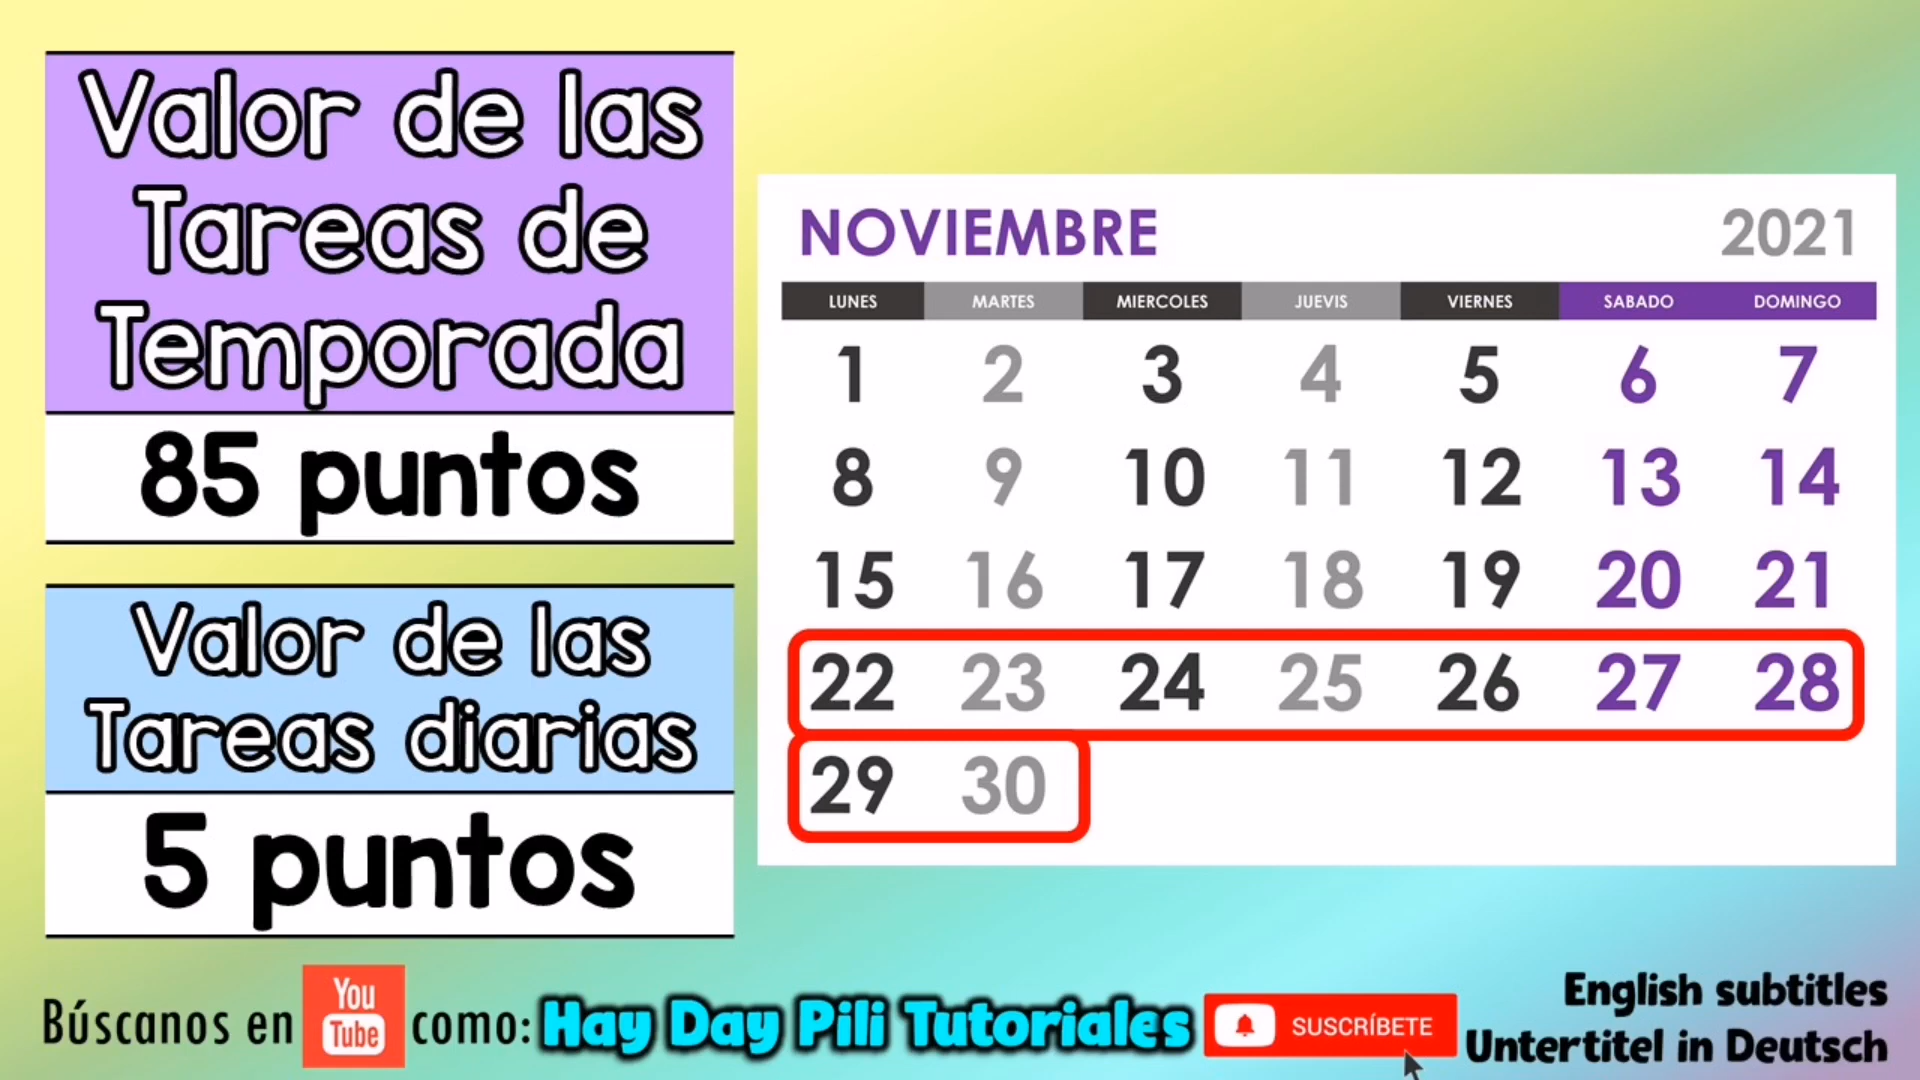 Valor de las
Tareas de
Temporada
85 puntos
Valor de las
Tareas diarias
5 puntos
NOVIEMBRE 2021
LUNES MARTES MIERCOLES JUEVIS VIERNES SABADO DOMINGO
1 2 3 4 5 6 7
8 9 10 11 12 13 14
15 16 17 18 19 20 21
22 23 24 25 26 27 28
29 30
Búscanos en You Tube como: Hay Day Pili Tutoriales SUSCRÍBETE
English subtitles
Untertitel in Deutsch